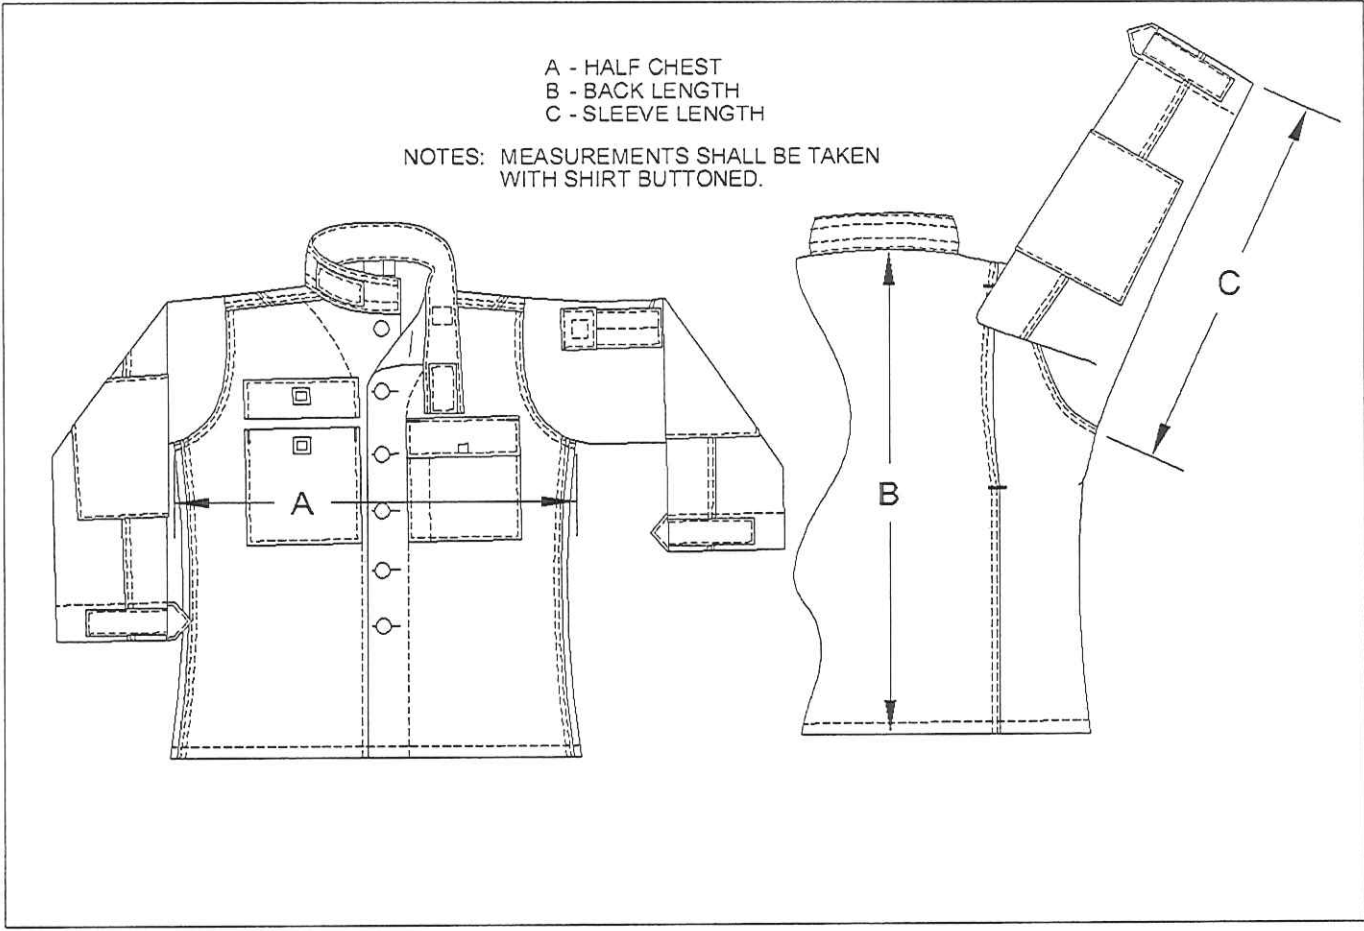 A - HALF CHEST
B - BACK LENGTH
C - SLEEVE LENGTH
NOTES: MEASUREMENTS SHALL BE TAKEN
WITH SHIRT BUTTONED.
C
B
A